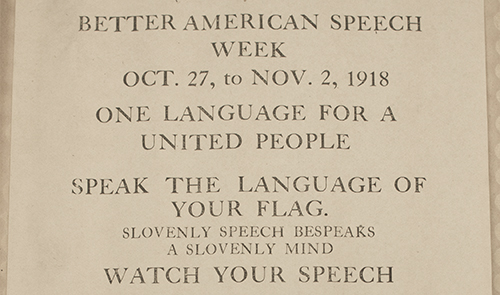 BETTER AMERICAN SPEECH
WEEK
OCT. 27, to NOV. 2, 1918
ONE LANGUAGE FOR A
UNITED PEOPLE
SPEAK THE LANGUAGE OF
YOUR FLAG.
SLOVENLY SPEECH BESPEAKS
A SLOVENLY MIND
WATCH YOUR SPEECH